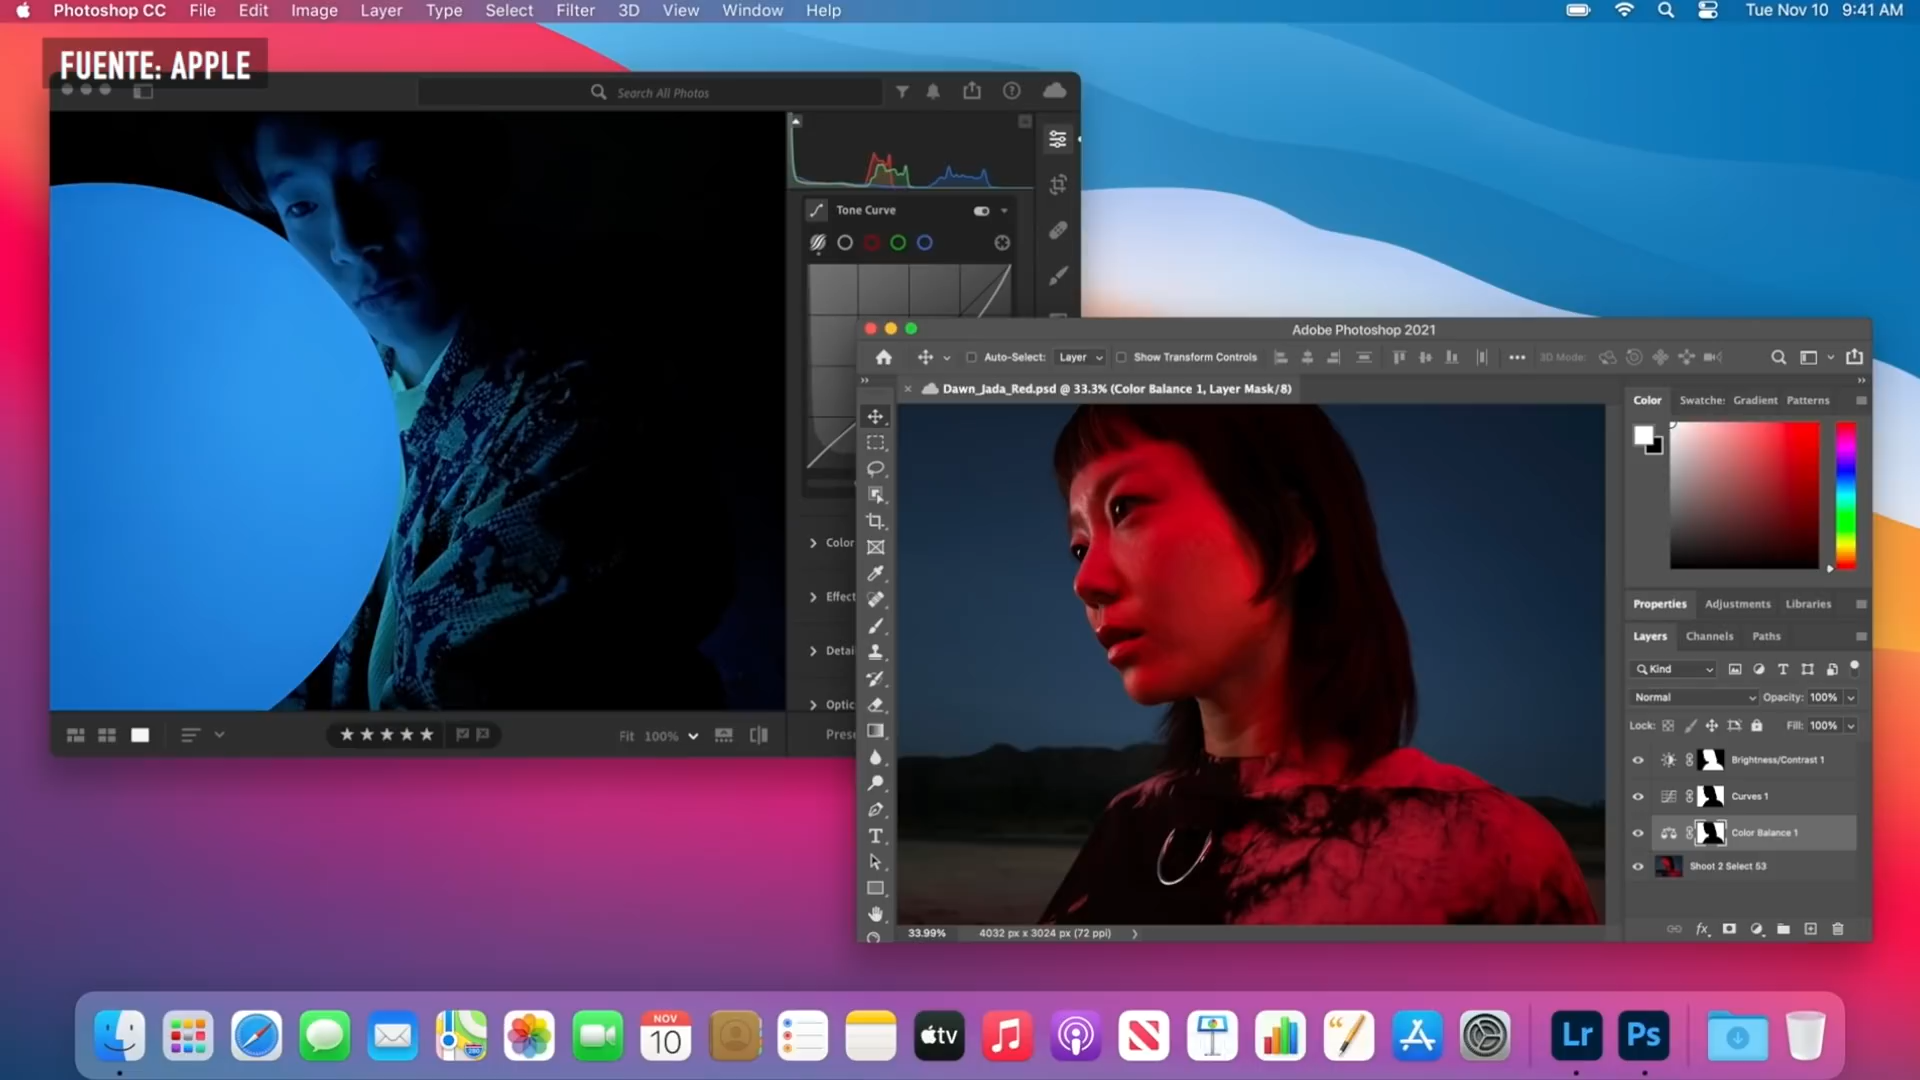 Photoshop CC File Edit Image Layer Type Select Filter 3D View Window Help Tue Nov 10 9:41 AM
FUENTE: APPLE
Search All Photos
Tone Curve
Color
Effect
Detai
Optic
Fit 100%
Prese
Adobe Photoshop 2021
Auto-Select: Layer Show Transform Controls 3D Mode:
Dawn_Jada_Red.psd @ 33.3% (Color Balance 1, Layer Mask/8)
Color Swatche: Gradient Patterns
Properties Adjustments Libraries
Layers Channels Paths
Kind
Normal Opacity: 100%
Lock: Fill: 100%
Brightness/Contrast 1
Curves 1
Color Balance 1
Shoot 2 Select 53
33.99% 4032 px x 3024 px (72 ppi)
NOV
10
tv
Lr
Ps